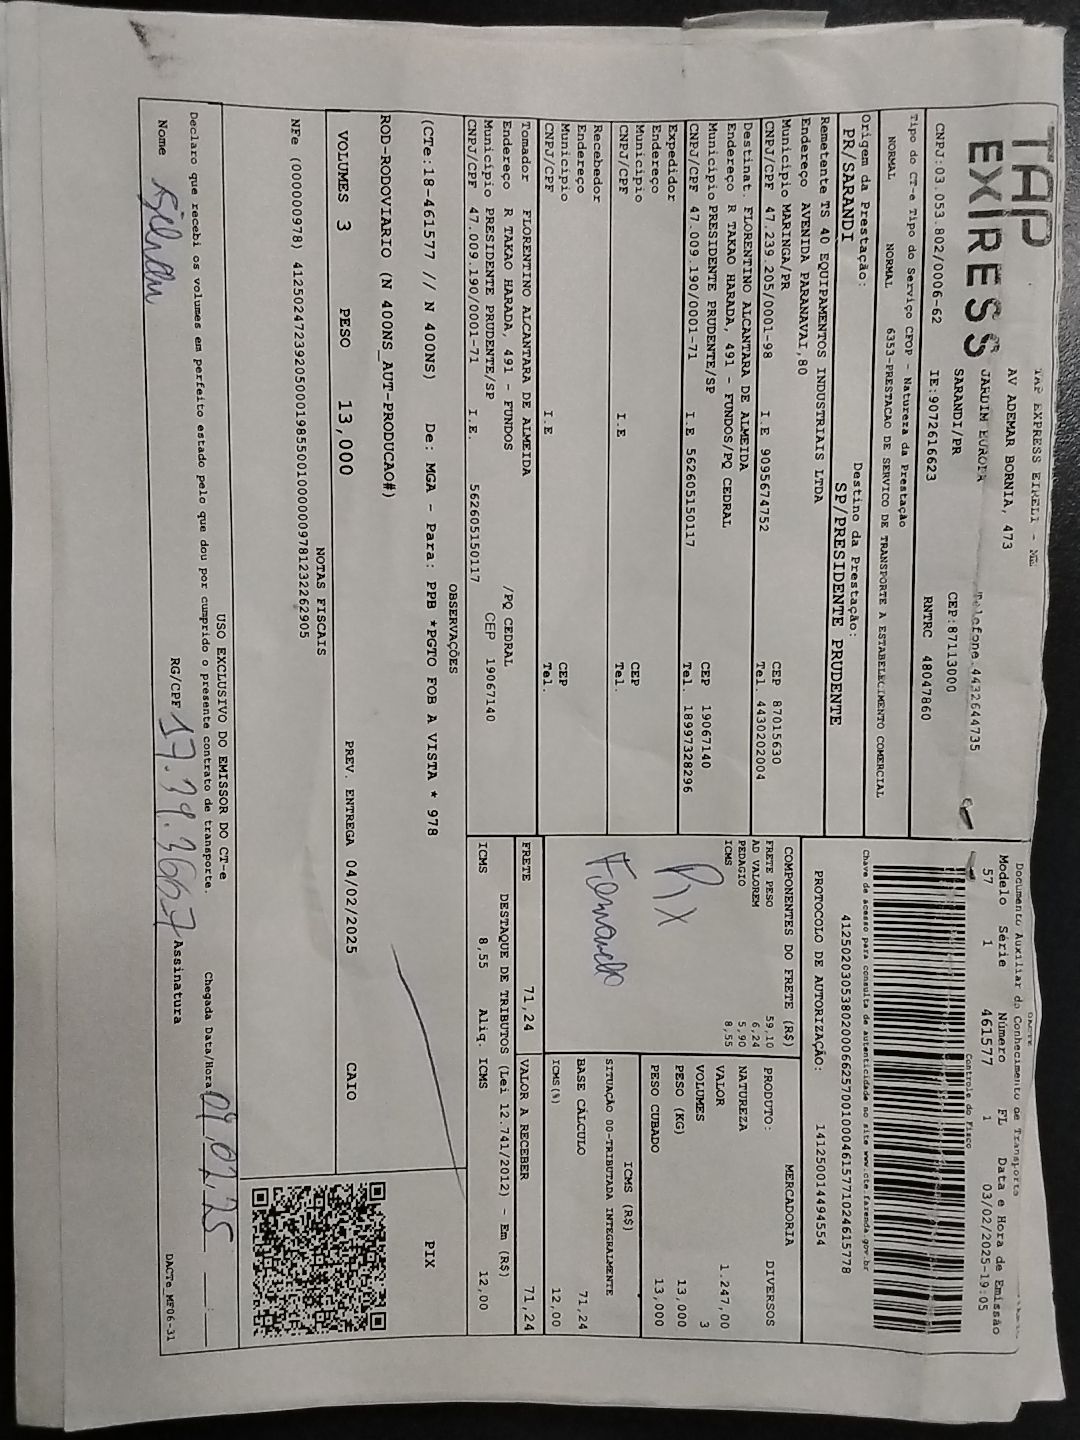 TAP
EXPRESS
TAP EXPRESS EIRELI - ME
AV ADEMAR BORNIA, 473
JARDIM EUROPA Telefone:4432644735
SARANDI/PR CEP:87113000
CNPJ:03.053.802/0006-62 IE:9072616623 RNTRC 48047860
DACTE
Documento Auxiliar do Conhecimento de Transporte
Modelo Série Número FL Data e Hora de Emissão
57 1 461577 1 03/02/2025-19:05
Controle do Fisco
Chave de acesso para consulta de autenticidade no site www.cte.fazenda.gov.br
41250203053802000662570010004615771024615778
PROTOCOLO DE AUTORIZAÇÃO: 141250014494554
Tipo do CT-e Tipo do Serviço CFOP - Natureza da Prestação
NORMAL NORMAL 6353-PRESTACAO DE SERVICO DE TRANSPORTE A ESTABELECIMENTO COMERCIAL
Origem da Prestação: Destino da Prestação:
PR/SARANDI SP/PRESIDENTE PRUDENTE
Remetente TS 40 EQUIPAMENTOS INDUSTRIAIS LTDA
Endereço AVENIDA PARANAVAI,80
Município MARINGA/PR CEP 87015630
CNPJ/CPF 47.239.205/0001-98 I.E 9095674752 Tel. 4430202004
Destinat. FLORENTINO ALCANTARA DE ALMEIDA
Endereço R TAKAO HARADA, 491 - FUNDOS/PQ CEDRAL
Município PRESIDENTE PRUDENTE/SP CEP 19067140
CNPJ/CPF 47.009.190/0001-71 I.E 562605150117 Tel. 18997328296
Expedidor
Endereço
Município CEP
CNPJ/CPF I.E Tel.
Recebedor
Endereço
Município CEP
CNPJ/CPF I.E Tel.
Tomador FLORENTINO ALCANTARA DE ALMEIDA
Endereço R TAKAO HARADA, 491 - FUNDOS /PQ CEDRAL
Município PRESIDENTE PRUDENTE/SP CEP 19067140
CNPJ/CPF 47.009.190/0001-71 I.E. 562605150117
COMPONENTES DO FRETE (R$)
FRETE PESO 59,10
AD VALOREM 6,24
PEDAGIO 5,90
ICMS 8,55
PRODUTO: MERCADORIA
NATUREZA DIVERSOS
VALOR 1.247,00
VOLUMES 3
PESO (KG) 13,000
PESO CUBADO 13,000
ICMS (R$)
SITUAÇÃO 00-TRIBUTADA INTEGRALMENTE
BASE CÁLCULO 71,24
ICMS(%) 12,00
FRETE 71,24 VALOR A RECEBER 71,24
DESTAQUE DE TRIBUTOS (Lei 12.741/2012) - Em (R$)
ICMS 8,55 Aliq. ICMS 12,00
OBSERVAÇÕES
(CTe:18-461577 // N 400NS) De: MGA - Para: PPB *PGTO FOB A VISTA * 978 PIX
ROD-RODOVIARIO (N 400NS_AUT-PRODUCAO#)
VOLUMES 3 PESO 13,000 PREV. ENTREGA 04/02/2025 CAIO
NOTAS FISCAIS
NFe (000000978) 41250247239205000198550010000009781232262905
USO EXCLUSIVO DO EMISSOR DO CT-e
Declaro que recebi os volumes em perfeito estado pelo que dou por cumprido o presente contrato de transporte. Chegada Data/Hora 04.02.25 __:__
Nome RG/CPF 17.39.3667 Assinatura
DACTe_MF06-31